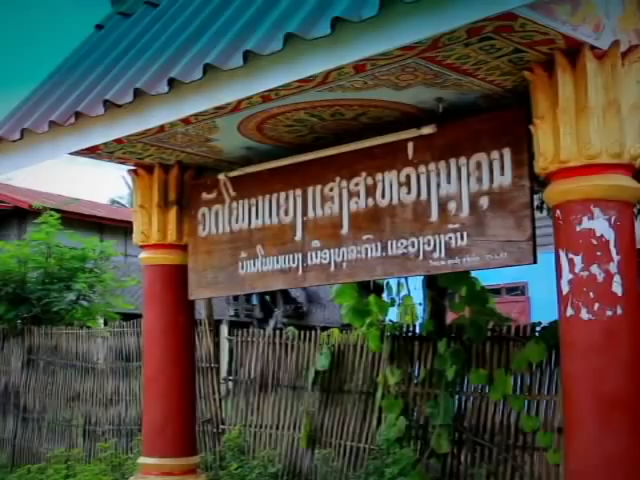 ວັດໂພນແຍງ ແສງສະຫວ່າງມຸງຄຸນ
ບ້ານໂພນແຍງ ເມືອງທຸລະຄົມ ແຂວງວຽງຈັນ